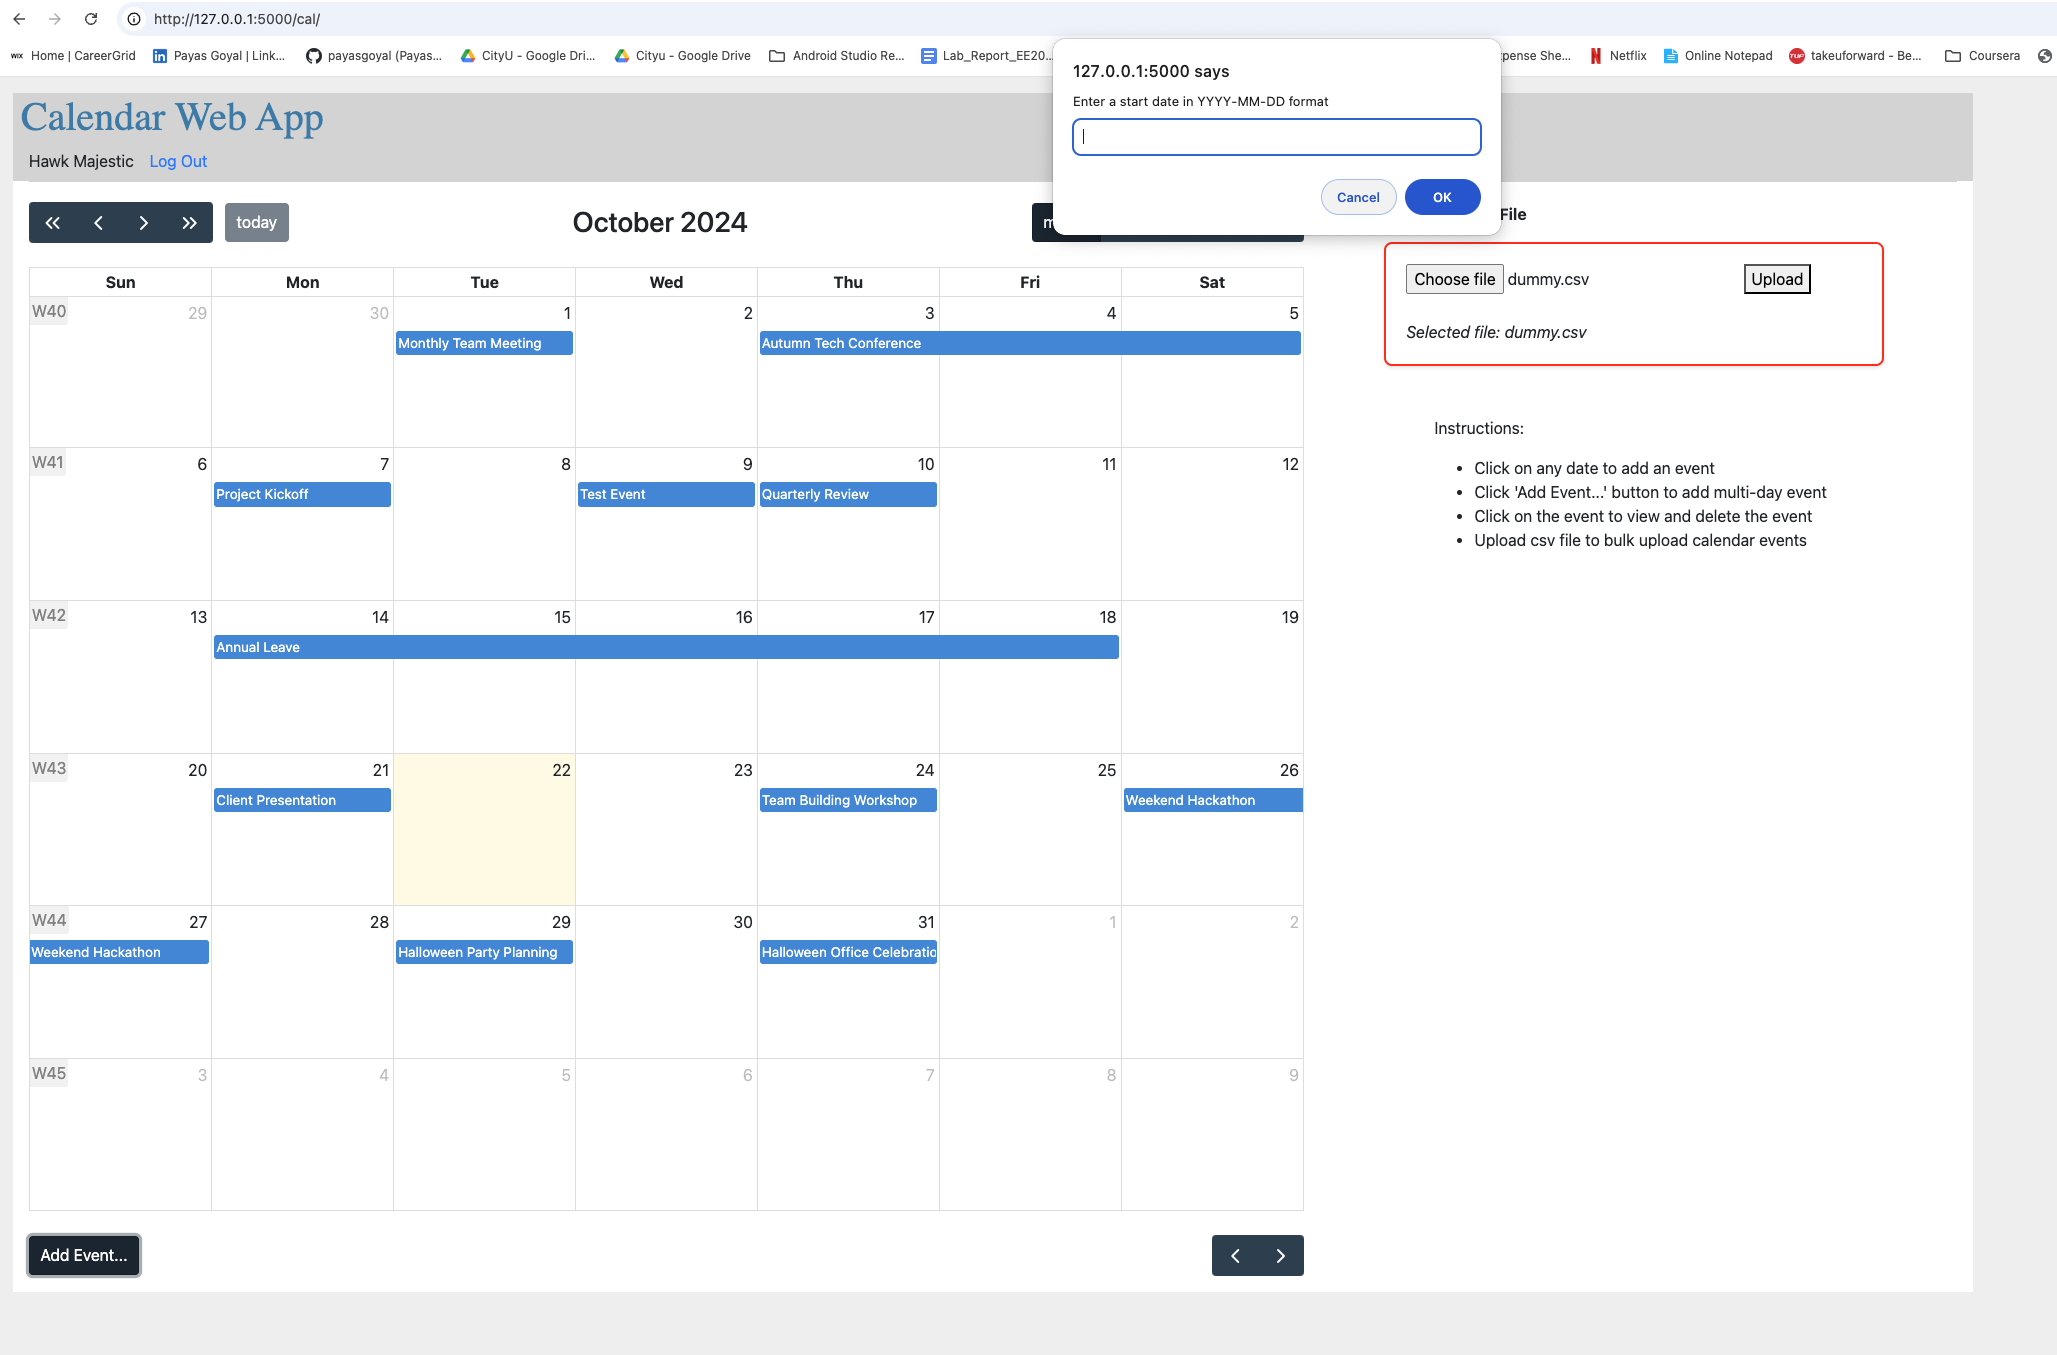 http://127.0.0.1:5000/cal/
WIX Home | CareerGrid in Payas Goyal | Link... payasgoyal (Payas... CityU - Google Dri... Cityu - Google Drive Android Studio Re... Lab_Report_EE20... pense She... Netflix Online Notepad TUF takeuforward - Be... Coursera
127.0.0.1:5000 says
Enter a start date in YYYY-MM-DD format
Cancel OK
Calendar Web App
Hawk Majestic Log Out
today
October 2024
File
Choose file dummy.csv Upload
Selected file: dummy.csv
Instructions:
• Click on any date to add an event
• Click 'Add Event...' button to add multi-day event
• Click on the event to view and delete the event
• Upload csv file to bulk upload calendar events
Sun Mon Tue Wed Thu Fri Sat
W40 29 30 1 2 3 4 5
Monthly Team Meeting Autumn Tech Conference
W41 6 7 8 9 10 11 12
Project Kickoff Test Event Quarterly Review
W42 13 14 15 16 17 18 19
Annual Leave
W43 20 21 22 23 24 25 26
Client Presentation Team Building Workshop Weekend Hackathon
W44 27 28 29 30 31 1 2
Weekend Hackathon Halloween Party Planning Halloween Office Celebratio
W45 3 4 5 6 7 8 9
Add Event...